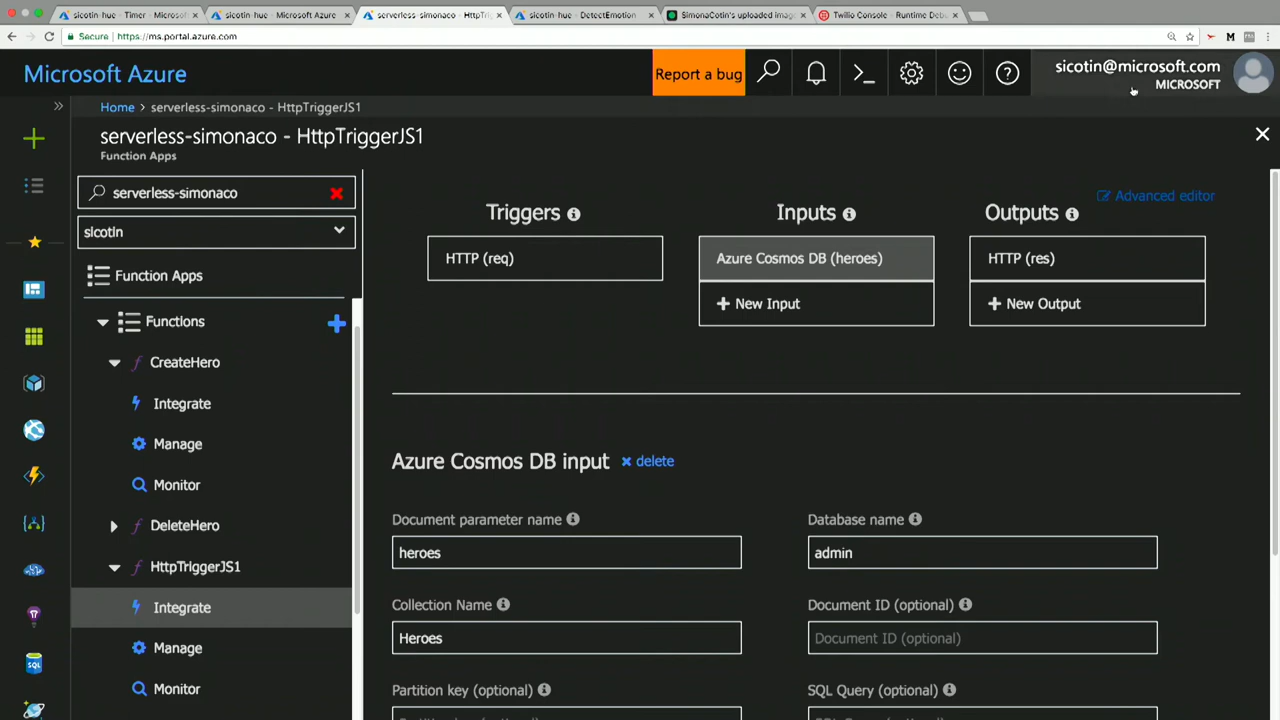 sicotin-hue - Timer - Microsoft
sicotin-hue - Microsoft Azure
serverless-simonaco - HttpTri
sicotin-hue - DetectEmotion
SimonaCotin's uploaded imag
Twilio Console - Runtime Deb
Secure | https://ms.portal.azure.com
Microsoft Azure
Report a bug
sicotin@microsoft.com
MICROSOFT
Home > serverless-simonaco - HttpTriggerJS1
serverless-simonaco - HttpTriggerJS1
Function Apps
serverless-simonaco
sicotin
Function Apps
Functions
CreateHero
Integrate
Manage
Monitor
DeleteHero
HttpTriggerJS1
Integrate
Manage
Monitor
Advanced editor
Triggers
Inputs
Outputs
HTTP (req)
Azure Cosmos DB (heroes)
HTTP (res)
New Input
New Output
Azure Cosmos DB input
delete
Document parameter name
Database name
heroes
admin
Collection Name
Document ID (optional)
Heroes
Document ID (optional)
Partition key (optional)
SQL Query (optional)